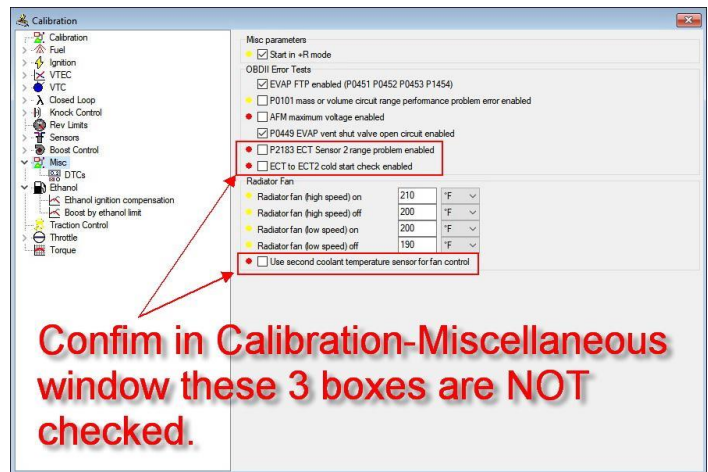 Calibration
Calibration
Fuel
Ignition
VTEC
VTC
Closed Loop
Knock Control
Rev Limits
Sensors
Boost Control
Misc
DTCs
Ethanol
Ethanol ignition compensation
Boost by ethanol limit
Traction Control
Throttle
Torque
Misc parameters
Start in +R mode
OBDII Error Tests
EVAP FTP enabled (P0451 P0452 P0453 P1454)
P0101 mass or volume circuit range performance problem error enabled
AFM maximum voltage enabled
P0449 EVAP vent shut valve open circuit enabled
P2183 ECT Sensor 2 range problem enabled
ECT to ECT2 cold start check enabled
Radiator Fan
Radiator fan (high speed) on 210 °F
Radiator fan (high speed) off 200 °F
Radiator fan (low speed) on 200 °F
Radiator fan (low speed) off 190 °F
Use second coolant temperature sensor for fan control
Confim in Calibration-Miscellaneous
window these 3 boxes are NOT
checked.